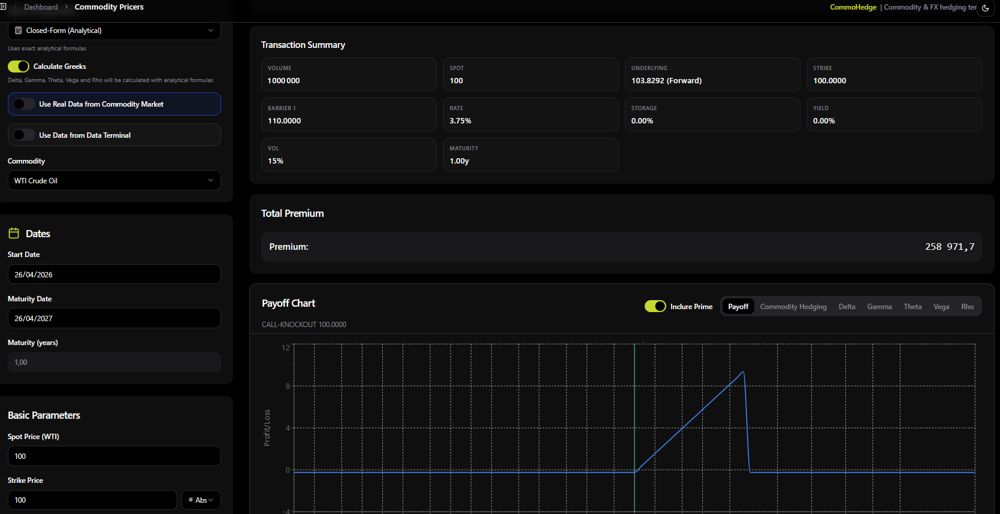 Dashboard > Commodity Pricers
CommoHedge | Commodity & FX hedging ter
Closed-Form (Analytical)
Uses exact analytical formulas
Calculate Greeks
Delta, Gamma, Theta, Vega and Rho will be calculated with analytical formulas
Use Real Data from Commodity Market
Use Data from Data Terminal
Commodity
WTI Crude Oil
Dates
Start Date
26/04/2026
Maturity Date
26/04/2027
Maturity (years)
1,00
Basic Parameters
Spot Price (WTI)
100
Strike Price
100
# Abs
Transaction Summary
VOLUME
1 000 000
SPOT
100
UNDERLYING
103.8292 (Forward)
STRIKE
100.0000
BARRIER 1
110.0000
RATE
3.75%
STORAGE
0.00%
YIELD
0.00%
VOL
15%
MATURITY
1.00y
Total Premium
Premium:
258 971,7
Payoff Chart
Inclure Prime
Payoff Commodity Hedging Delta Gamma Theta Vega Rho
CALL-KNOCKOUT 100.0000
12
8
4
0
-4
Profit/Loss